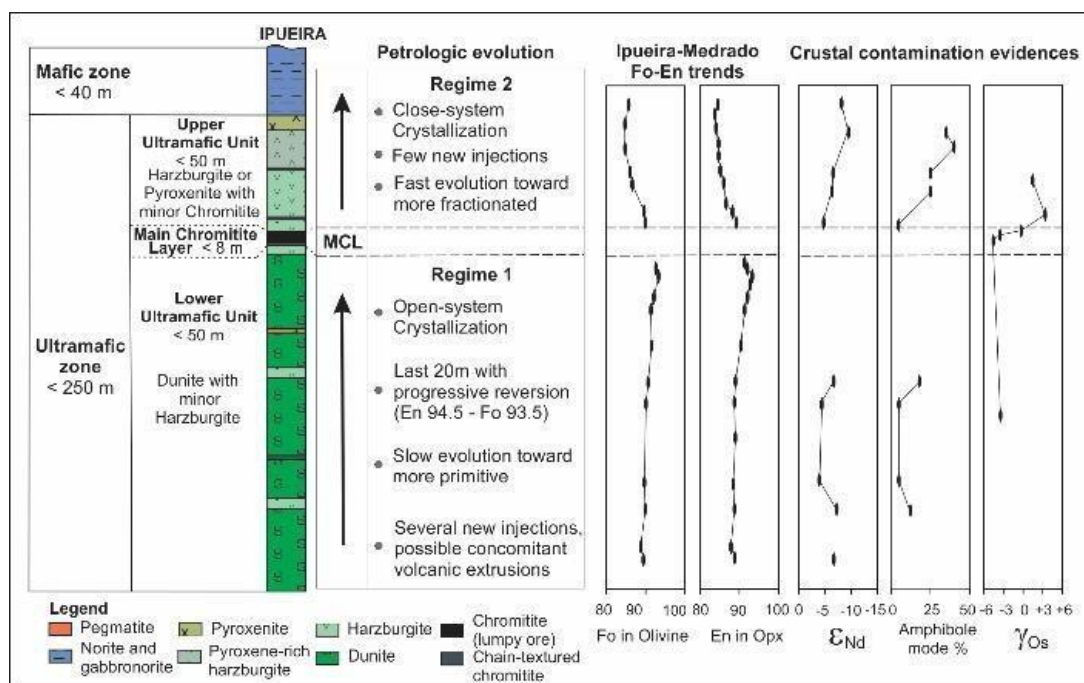 IPUEIRA
Petrologic evolution
Ipueira-Medrado
Fo-En trends
Crustal contamination evidences
Mafic zone
< 40 m
Upper
Ultramafic Unit
< 50 m
Harzburgite or
Pyroxenite with
minor Chromitite
Main Chromitite
Layer < 8 m
Lower
Ultramafic Unit
< 50 m
Ultramafic
zone
< 250 m
Dunite with
minor
Harzburgite
Regime 2
Close-system
Crystallization
Few new injections
Fast evolution toward
more fractionated
MCL
Regime 1
Open-system
Crystallization
Last 20m with
progressive reversion
(En 94.5 - Fo 93.5)
Slow evolution toward
more primitive
Several new injections,
possible concomitant
volcanic extrusions
80 90 100
Fo in Olivine
80 90 100
En in Opx
0 -5 -10 -15
εNd
0 25 50
Amphibole
mode %
-6 -3 0 +3 +6
γOs
Legend
Pegmatite
Norite and
gabbronorite
Pyroxenite
Pyroxene-rich
harzburgite
Harzburgite
Dunite
Chromitite
(lumpy ore)
Chain-textured
chromitite